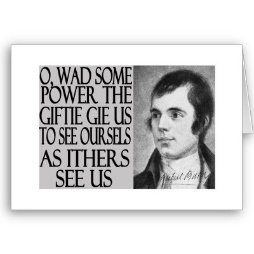 O, WAD SOME
POWER THE
GIFTIE GIE US
TO SEE OURSELS
AS ITHERS
SEE US